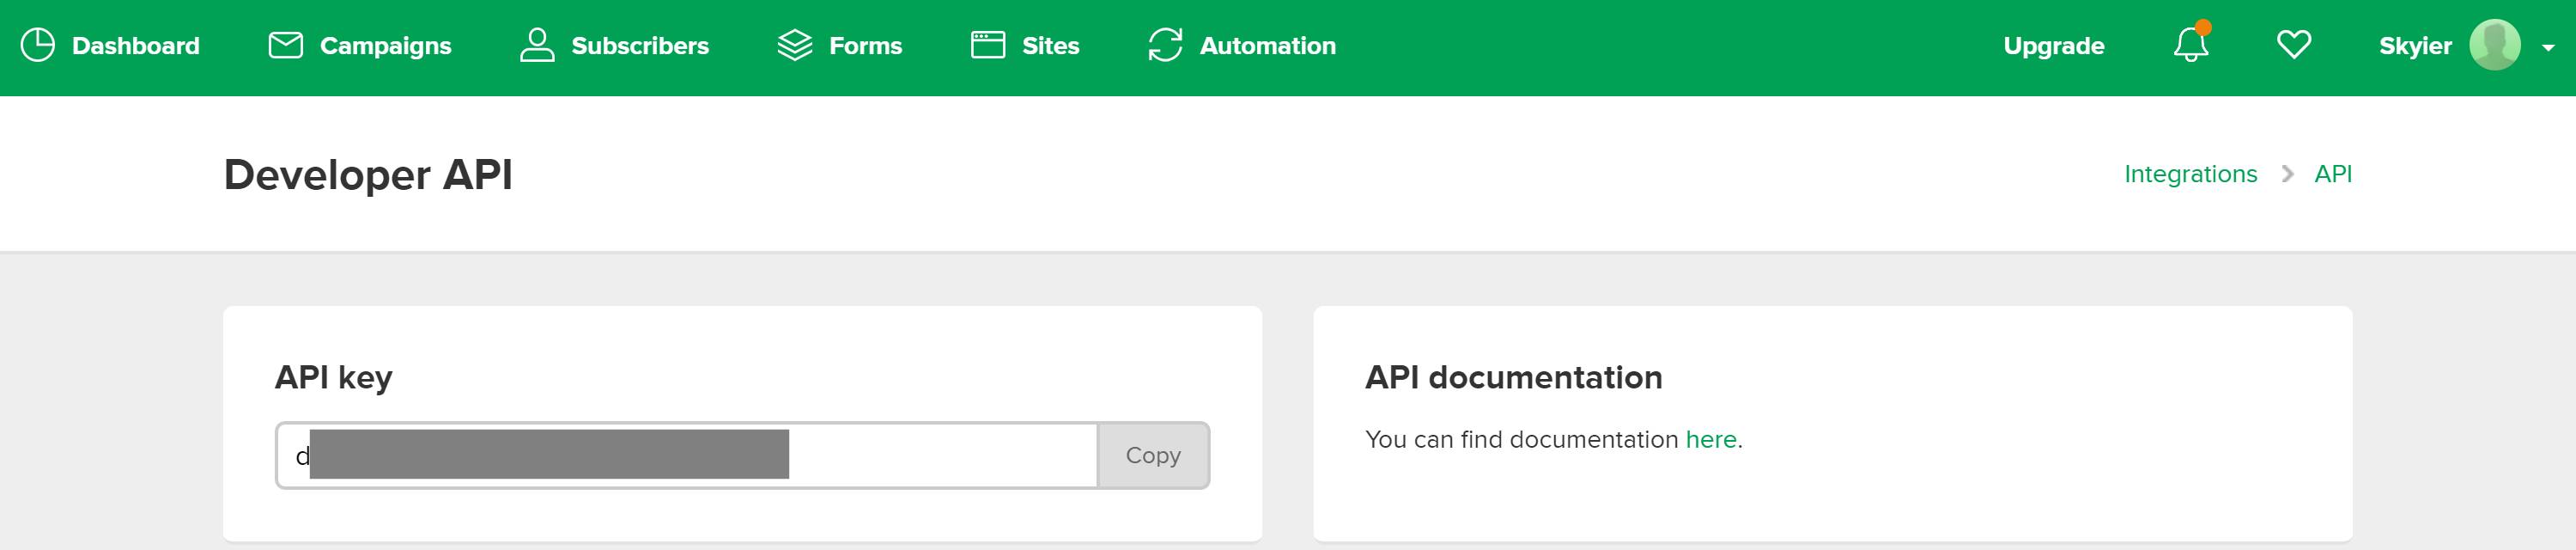 Dashboard Campaigns Subscribers Forms Sites Automation Upgrade Skyier
Developer API
Integrations API
API key
d
Copy
API documentation
You can find documentation here.